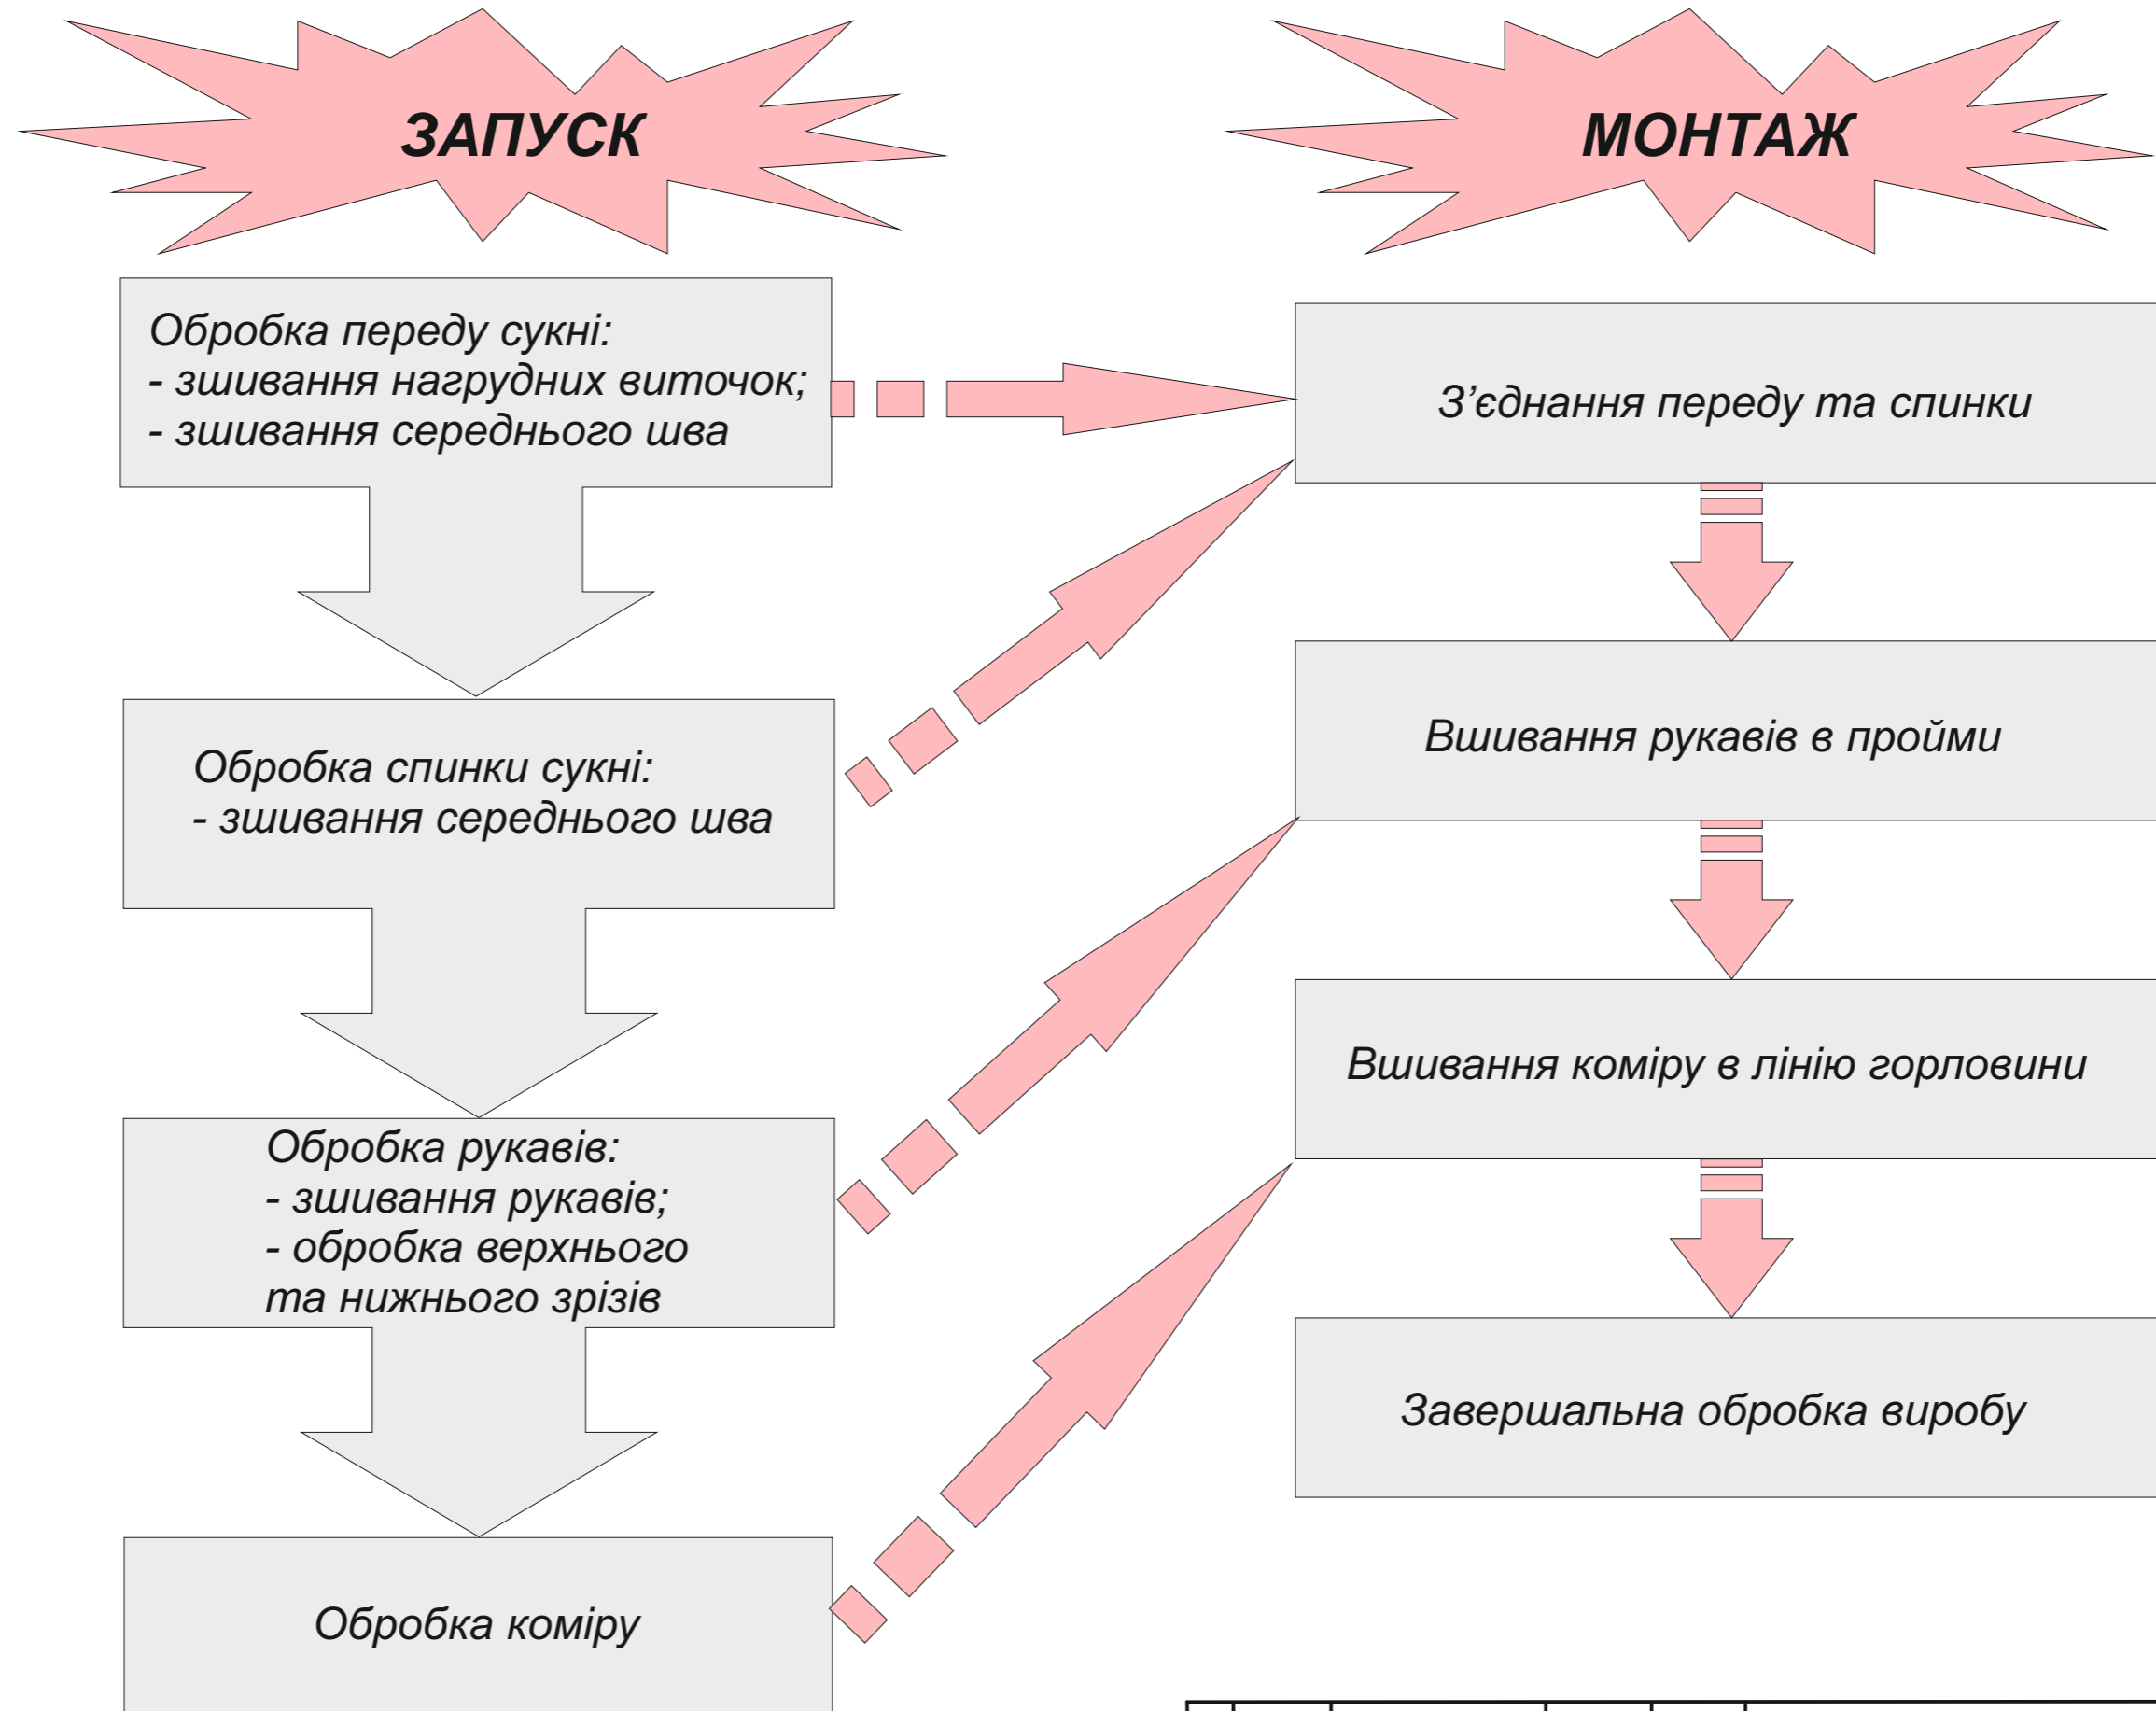 ЗАПУСК
Обробка переду сукні:
- зшивання нагрудних виточок;
- зшивання середнього шва
Обробка спинки сукні:
- зшивання середнього шва
Обробка рукавів:
- зшивання рукавів;
- обробка верхнього
та нижнього зрізів
Обробка коміру
МОНТАЖ
З’єднання переду та спинки
Вшивання рукавів в пройми
Вшивання коміру в лінію горловини
Завершальна обробка виробу